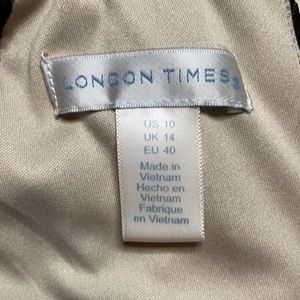 LONDON TIMES
US 10
UK 14
EU 40
Made in
Vietnam
Hecho en
Vietnam
Fabrique
en Vietnam